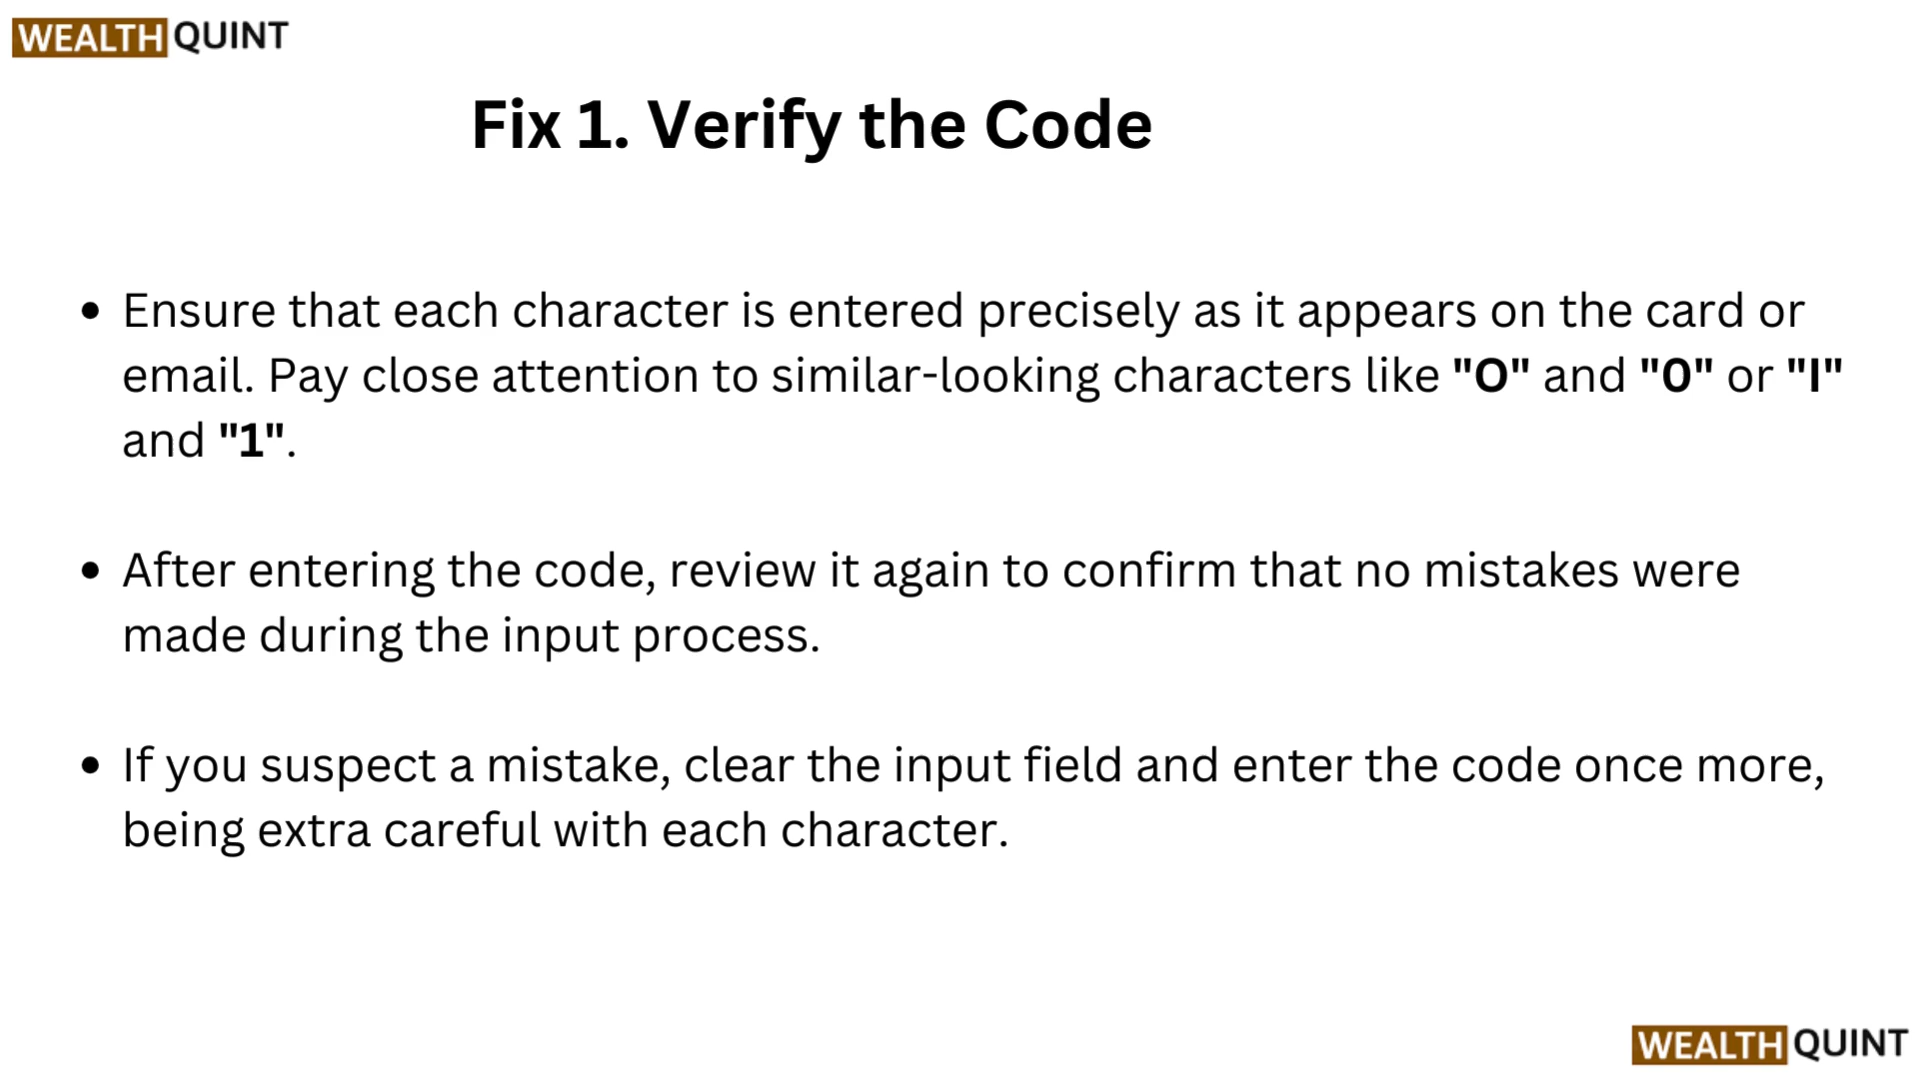 WEALTH QUINT
Fix 1. Verify the Code
• Ensure that each character is entered precisely as it appears on the card or
email. Pay close attention to similar-looking characters like "O" and "0" or "I"
and "1".
• After entering the code, review it again to confirm that no mistakes were
made during the input process.
• If you suspect a mistake, clear the input field and enter the code once more,
being extra careful with each character.
WEALTH QUINT